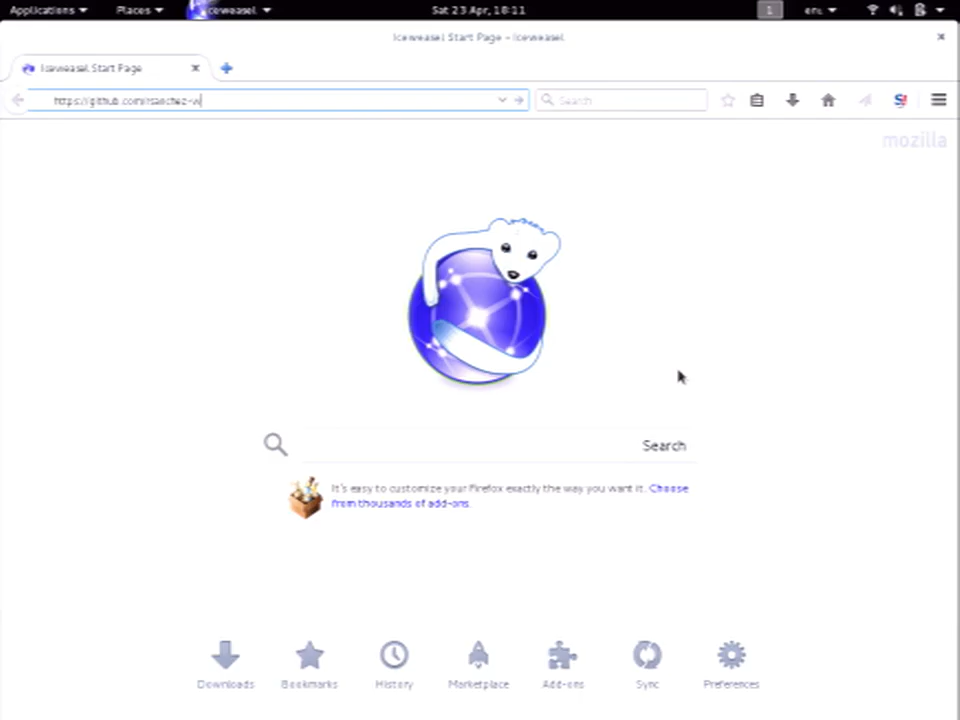 Applications Places Iceweasel Sat 23 Apr, 18:11 1 en₁
Iceweasel Start Page - Iceweasel
Iceweasel Start Page
https://github.com/rsanchez-w Search
mozilla
Search
It's easy to customize your Firefox exactly the way you want it. Choose
from thousands of add-ons.
Downloads Bookmarks History Marketplace Add-ons Sync Preferences